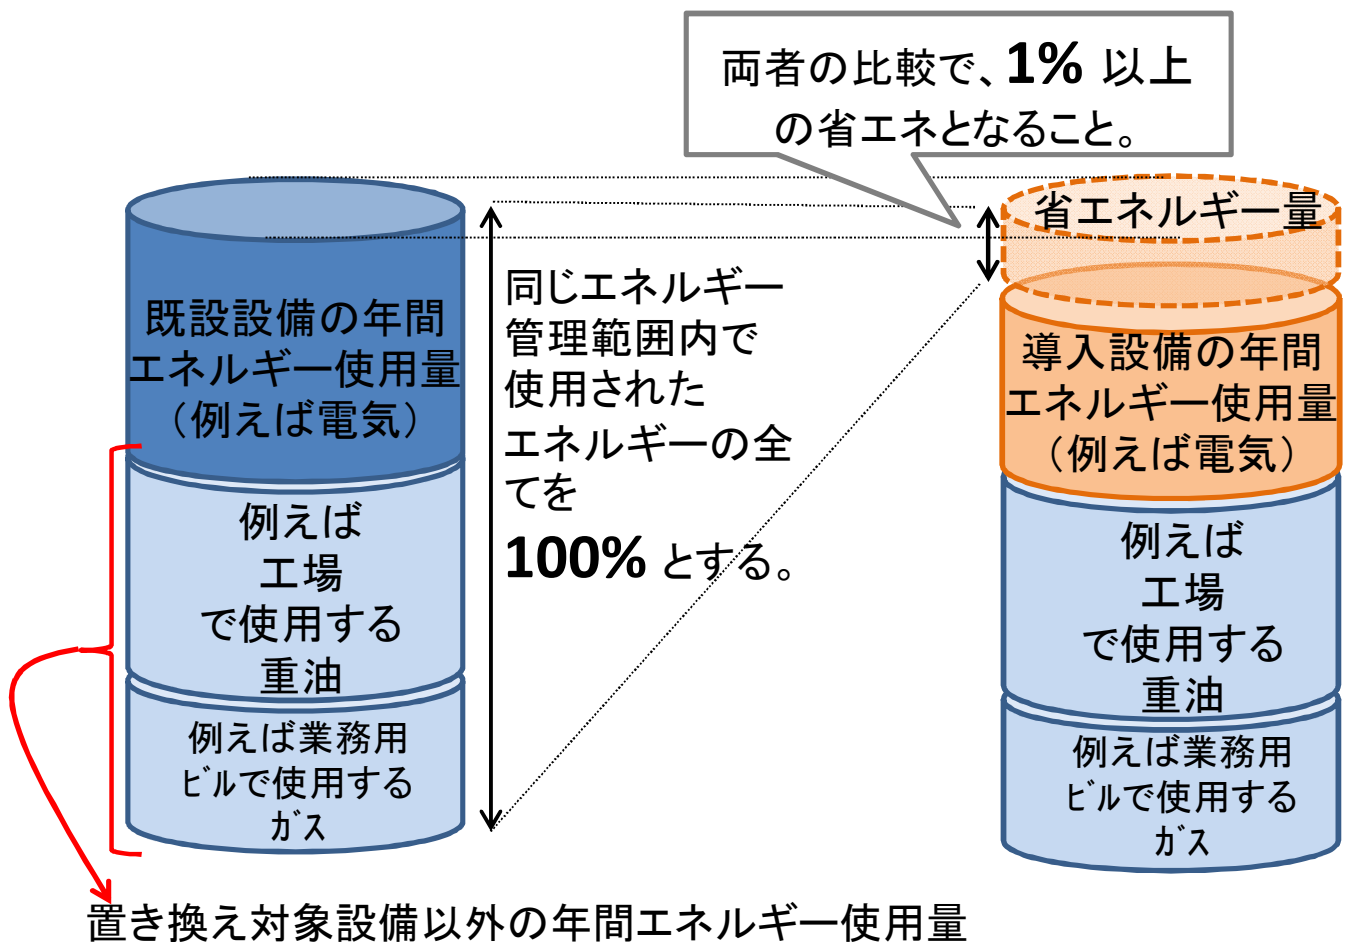 両者の比較で、1% 以上
の省エネとなること。
既設設備の年間
エネルギー使用量
（例えば電気）
例えば
工場
で使用する
重油
例えば業務用
ﾋﾞﾙで使用する
ｶﾞｽ
同じエネルギー
管理範囲内で
使用された
エネルギーの全
てを
100% とする。
省エネルギー量
導入設備の年間
エネルギー使用量
（例えば電気）
例えば
工場
で使用する
重油
例えば業務用
ﾋﾞﾙで使用する
ｶﾞｽ
置き換え対象設備以外の年間エネルギー使用量